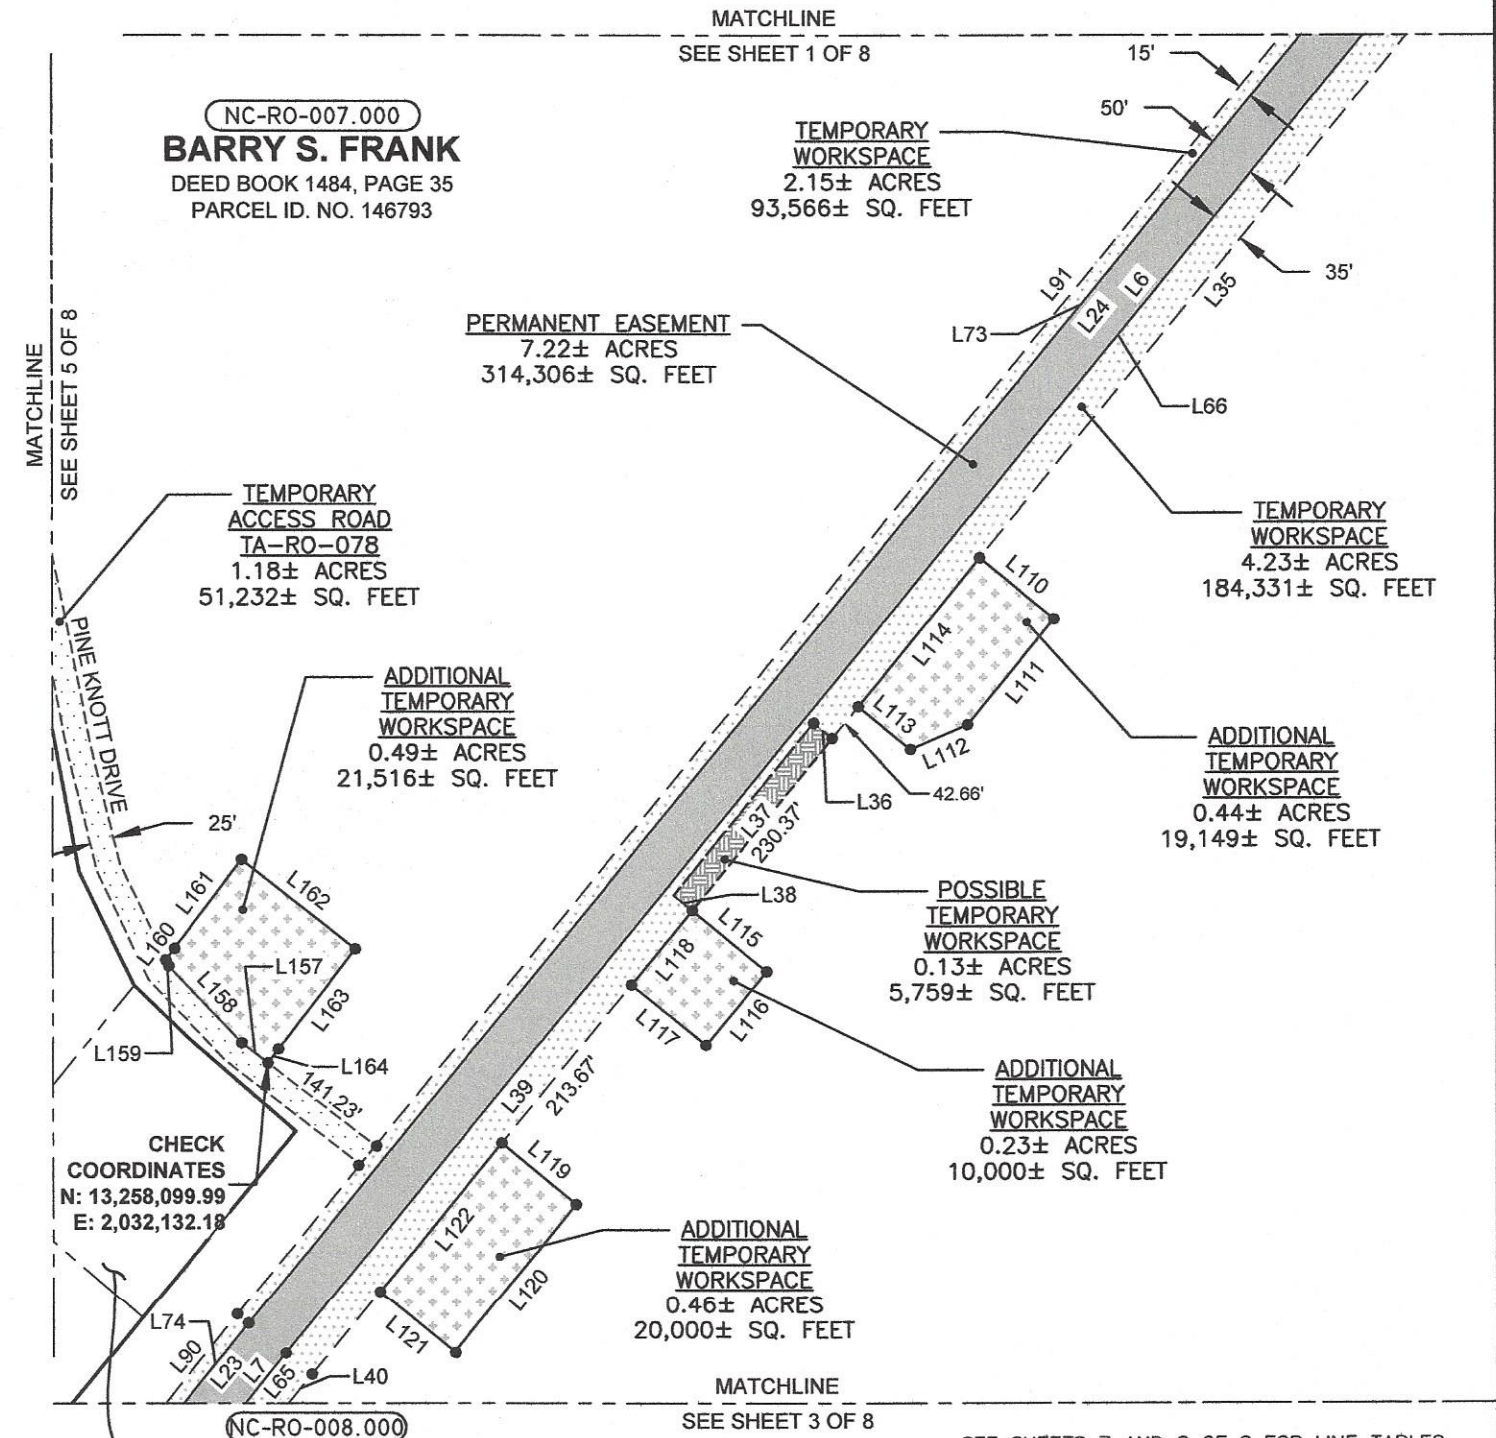 MATCHLINE
SEE SHEET 1 OF 8
NC-RO-007.000
BARRY S. FRANK
DEED BOOK 1484, PAGE 35
PARCEL ID. NO. 146793
15'
50'
TEMPORARY
WORKSPACE
2.15± ACRES
93,566± SQ. FEET
35'
L91
L6
L24
L35
L73
L66
PERMANENT EASEMENT
7.22± ACRES
314,306± SQ. FEET
MATCHLINE
SEE SHEET 5 OF 8
TEMPORARY
ACCESS ROAD
TA-RO-078
1.18± ACRES
51,232± SQ. FEET
TEMPORARY
WORKSPACE
4.23± ACRES
184,331± SQ. FEET
L110
L114
L111
L113
L112
PINE KNOTT DRIVE
ADDITIONAL
TEMPORARY
WORKSPACE
0.49± ACRES
21,516± SQ. FEET
ADDITIONAL
TEMPORARY
WORKSPACE
0.44± ACRES
19,149± SQ. FEET
L36
42.66'
L37
230.37'
25'
L161
L162
L38
POSSIBLE
TEMPORARY
WORKSPACE
0.13± ACRES
5,759± SQ. FEET
L160
L157
L158
L163
L159
L164
141.23'
L115
L118
L116
L117
L39
213.67'
ADDITIONAL
TEMPORARY
WORKSPACE
0.23± ACRES
10,000± SQ. FEET
CHECK
COORDINATES
N: 13,258,099.99
E: 2,032,132.18
L119
L122
L120
L121
ADDITIONAL
TEMPORARY
WORKSPACE
0.46± ACRES
20,000± SQ. FEET
L74
L90
L23
L7
L65
L40
MATCHLINE
SEE SHEET 3 OF 8
NC-RO-008.000